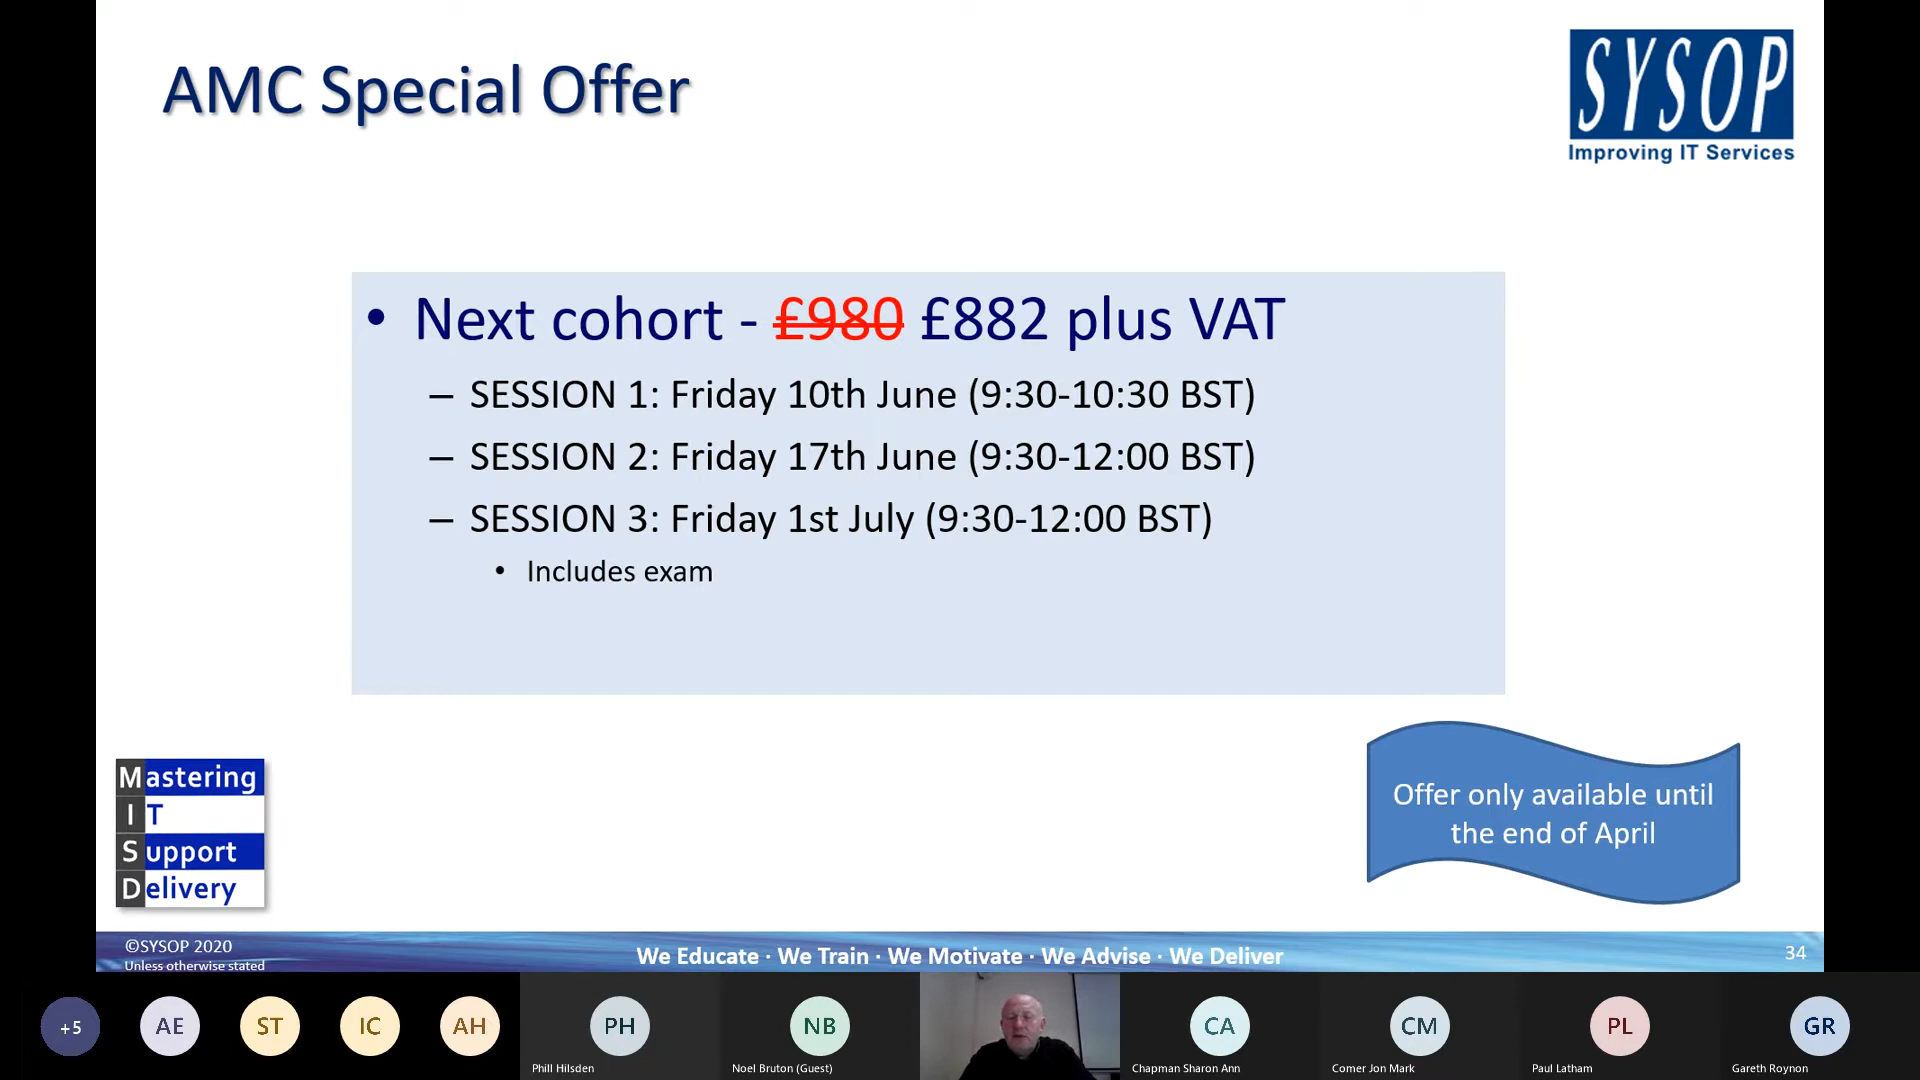 AMC Special Offer
SYSOP
Improving IT Services
• Next cohort - £980 £882 plus VAT
– SESSION 1: Friday 10th June (9:30-10:30 BST)
– SESSION 2: Friday 17th June (9:30-12:00 BST)
– SESSION 3: Friday 1st July (9:30-12:00 BST)
• Includes exam
Mastering
IT
Support
Delivery
Offer only available until
the end of April
©SYSOP 2020
Unless otherwise stated
We Educate · We Train · We Motivate · We Advise · We Deliver
34
+5
AE
ST
IC
AH
PH
Phill Hilsden
NB
Noel Bruton (Guest)
CA
Chapman Sharon Ann
CM
Comer Jon Mark
PL
Paul Latham
GR
Gareth Roynon